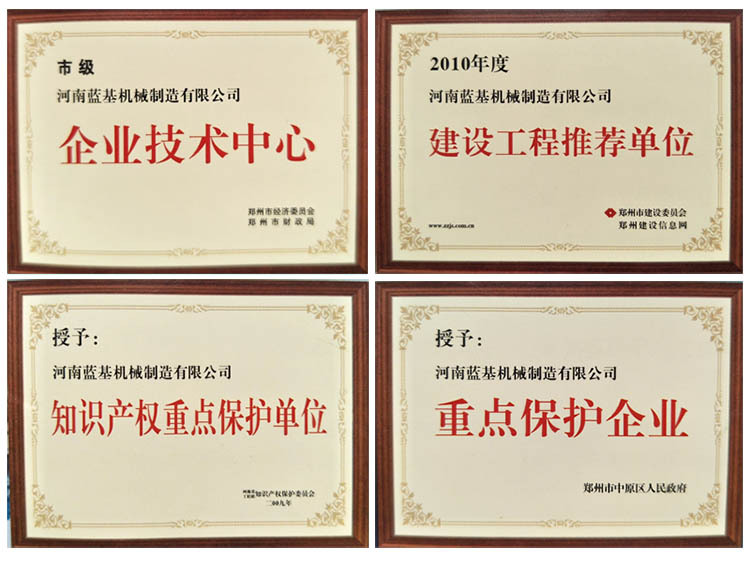 市级
河南蓝基机械制造有限公司
企业技术中心
郑州市经济委员会
郑州市财政局
2010年度
河南蓝基机械制造有限公司
建设工程推荐单位
郑州市建设委员会
www.zzjs.com.cn
郑州建设信息网
授予:
河南蓝基机械制造有限公司
知识产权重点保护单位
知识产权保护委员会
二00九年
授予:
河南蓝基机械制造有限公司
重点保护企业
郑州市中原区人民政府